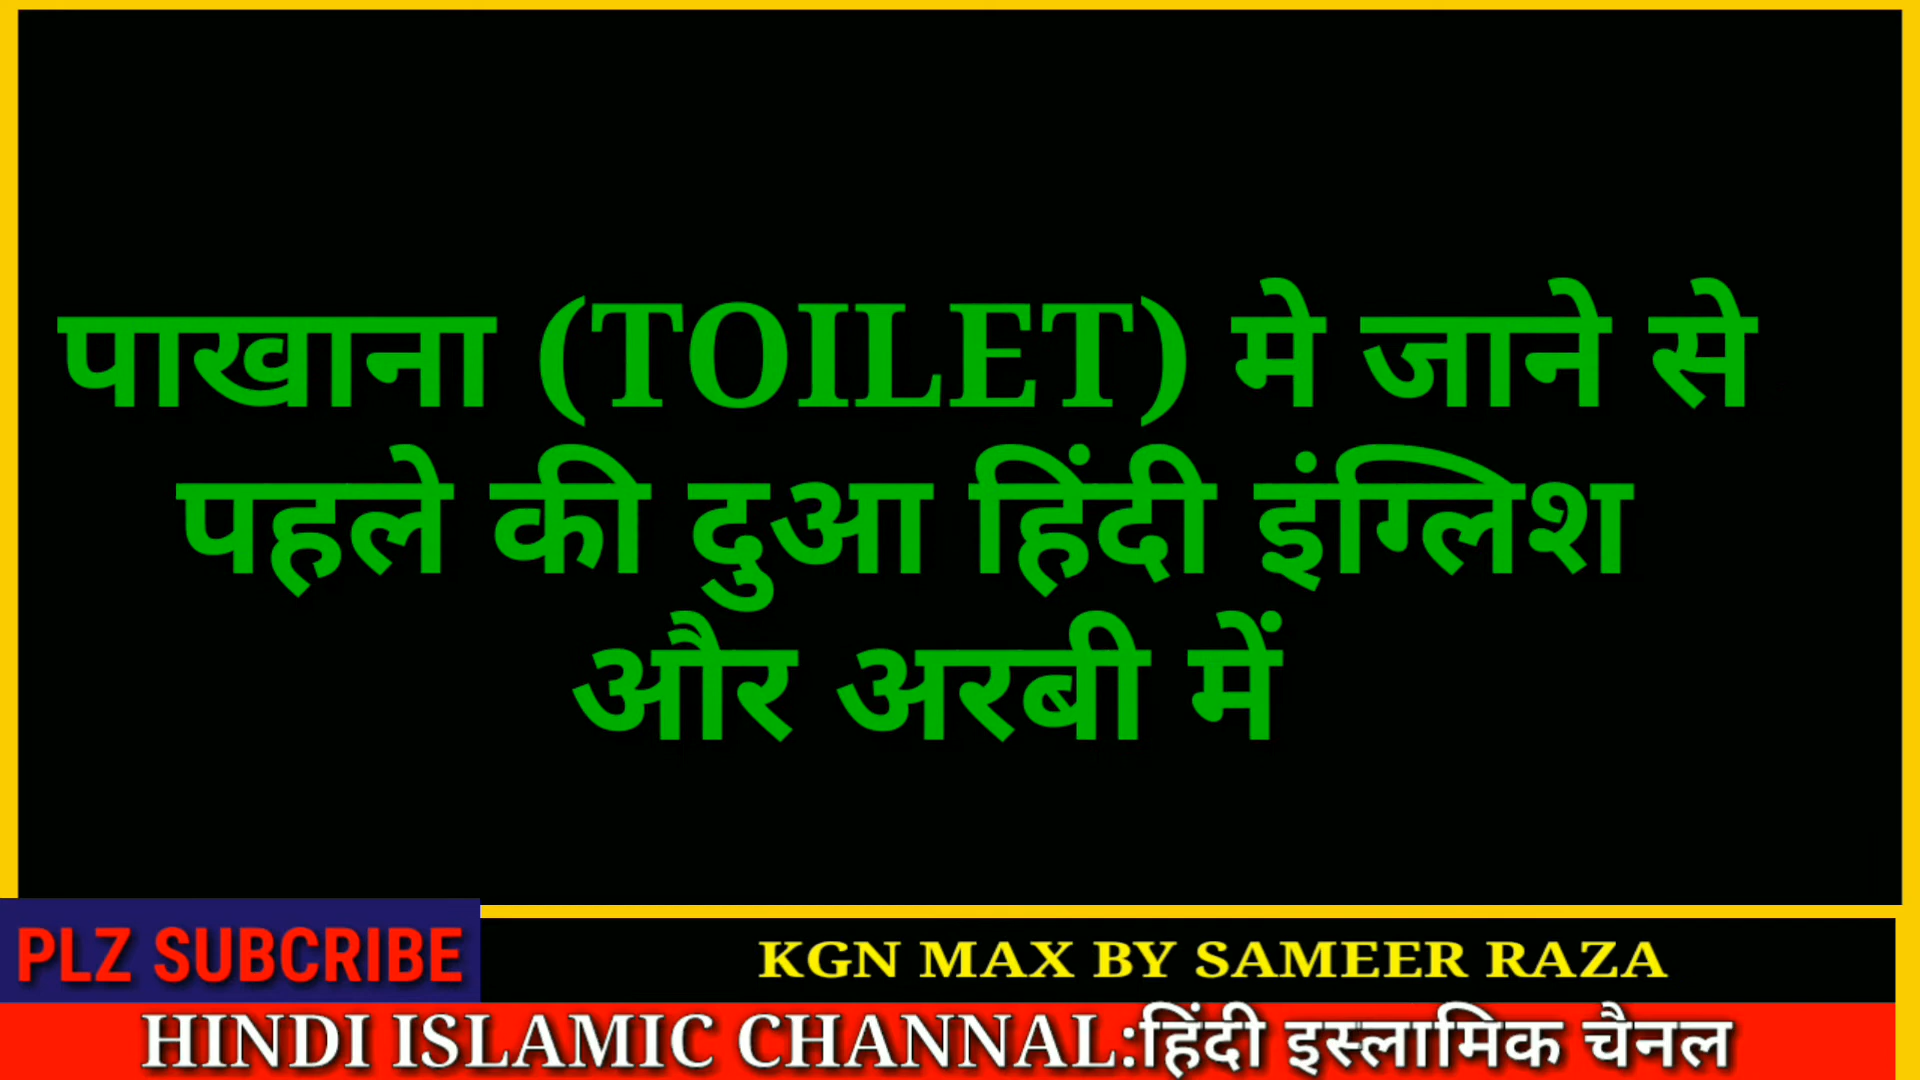 पाखाना (TOILET) मे जाने से
पहले की दुआ हिंदी इंग्लिश
और अरबी में
PLZ SUBCRIBE
KGN MAX BY SAMEER RAZA
HINDI ISLAMIC CHANNAL:हिंदी इस्लामिक चैनल